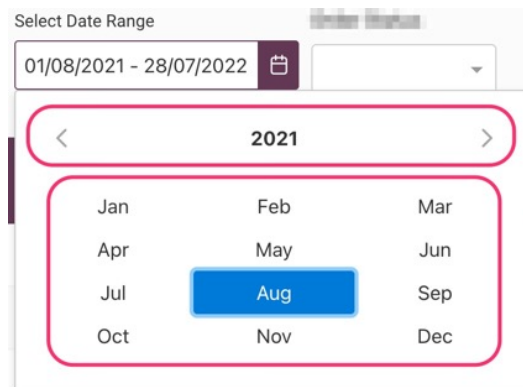 Select Date Range
01/08/2021 - 28/07/2022
2021
Jan Feb Mar
Apr May Jun
Jul Aug Sep
Oct Nov Dec